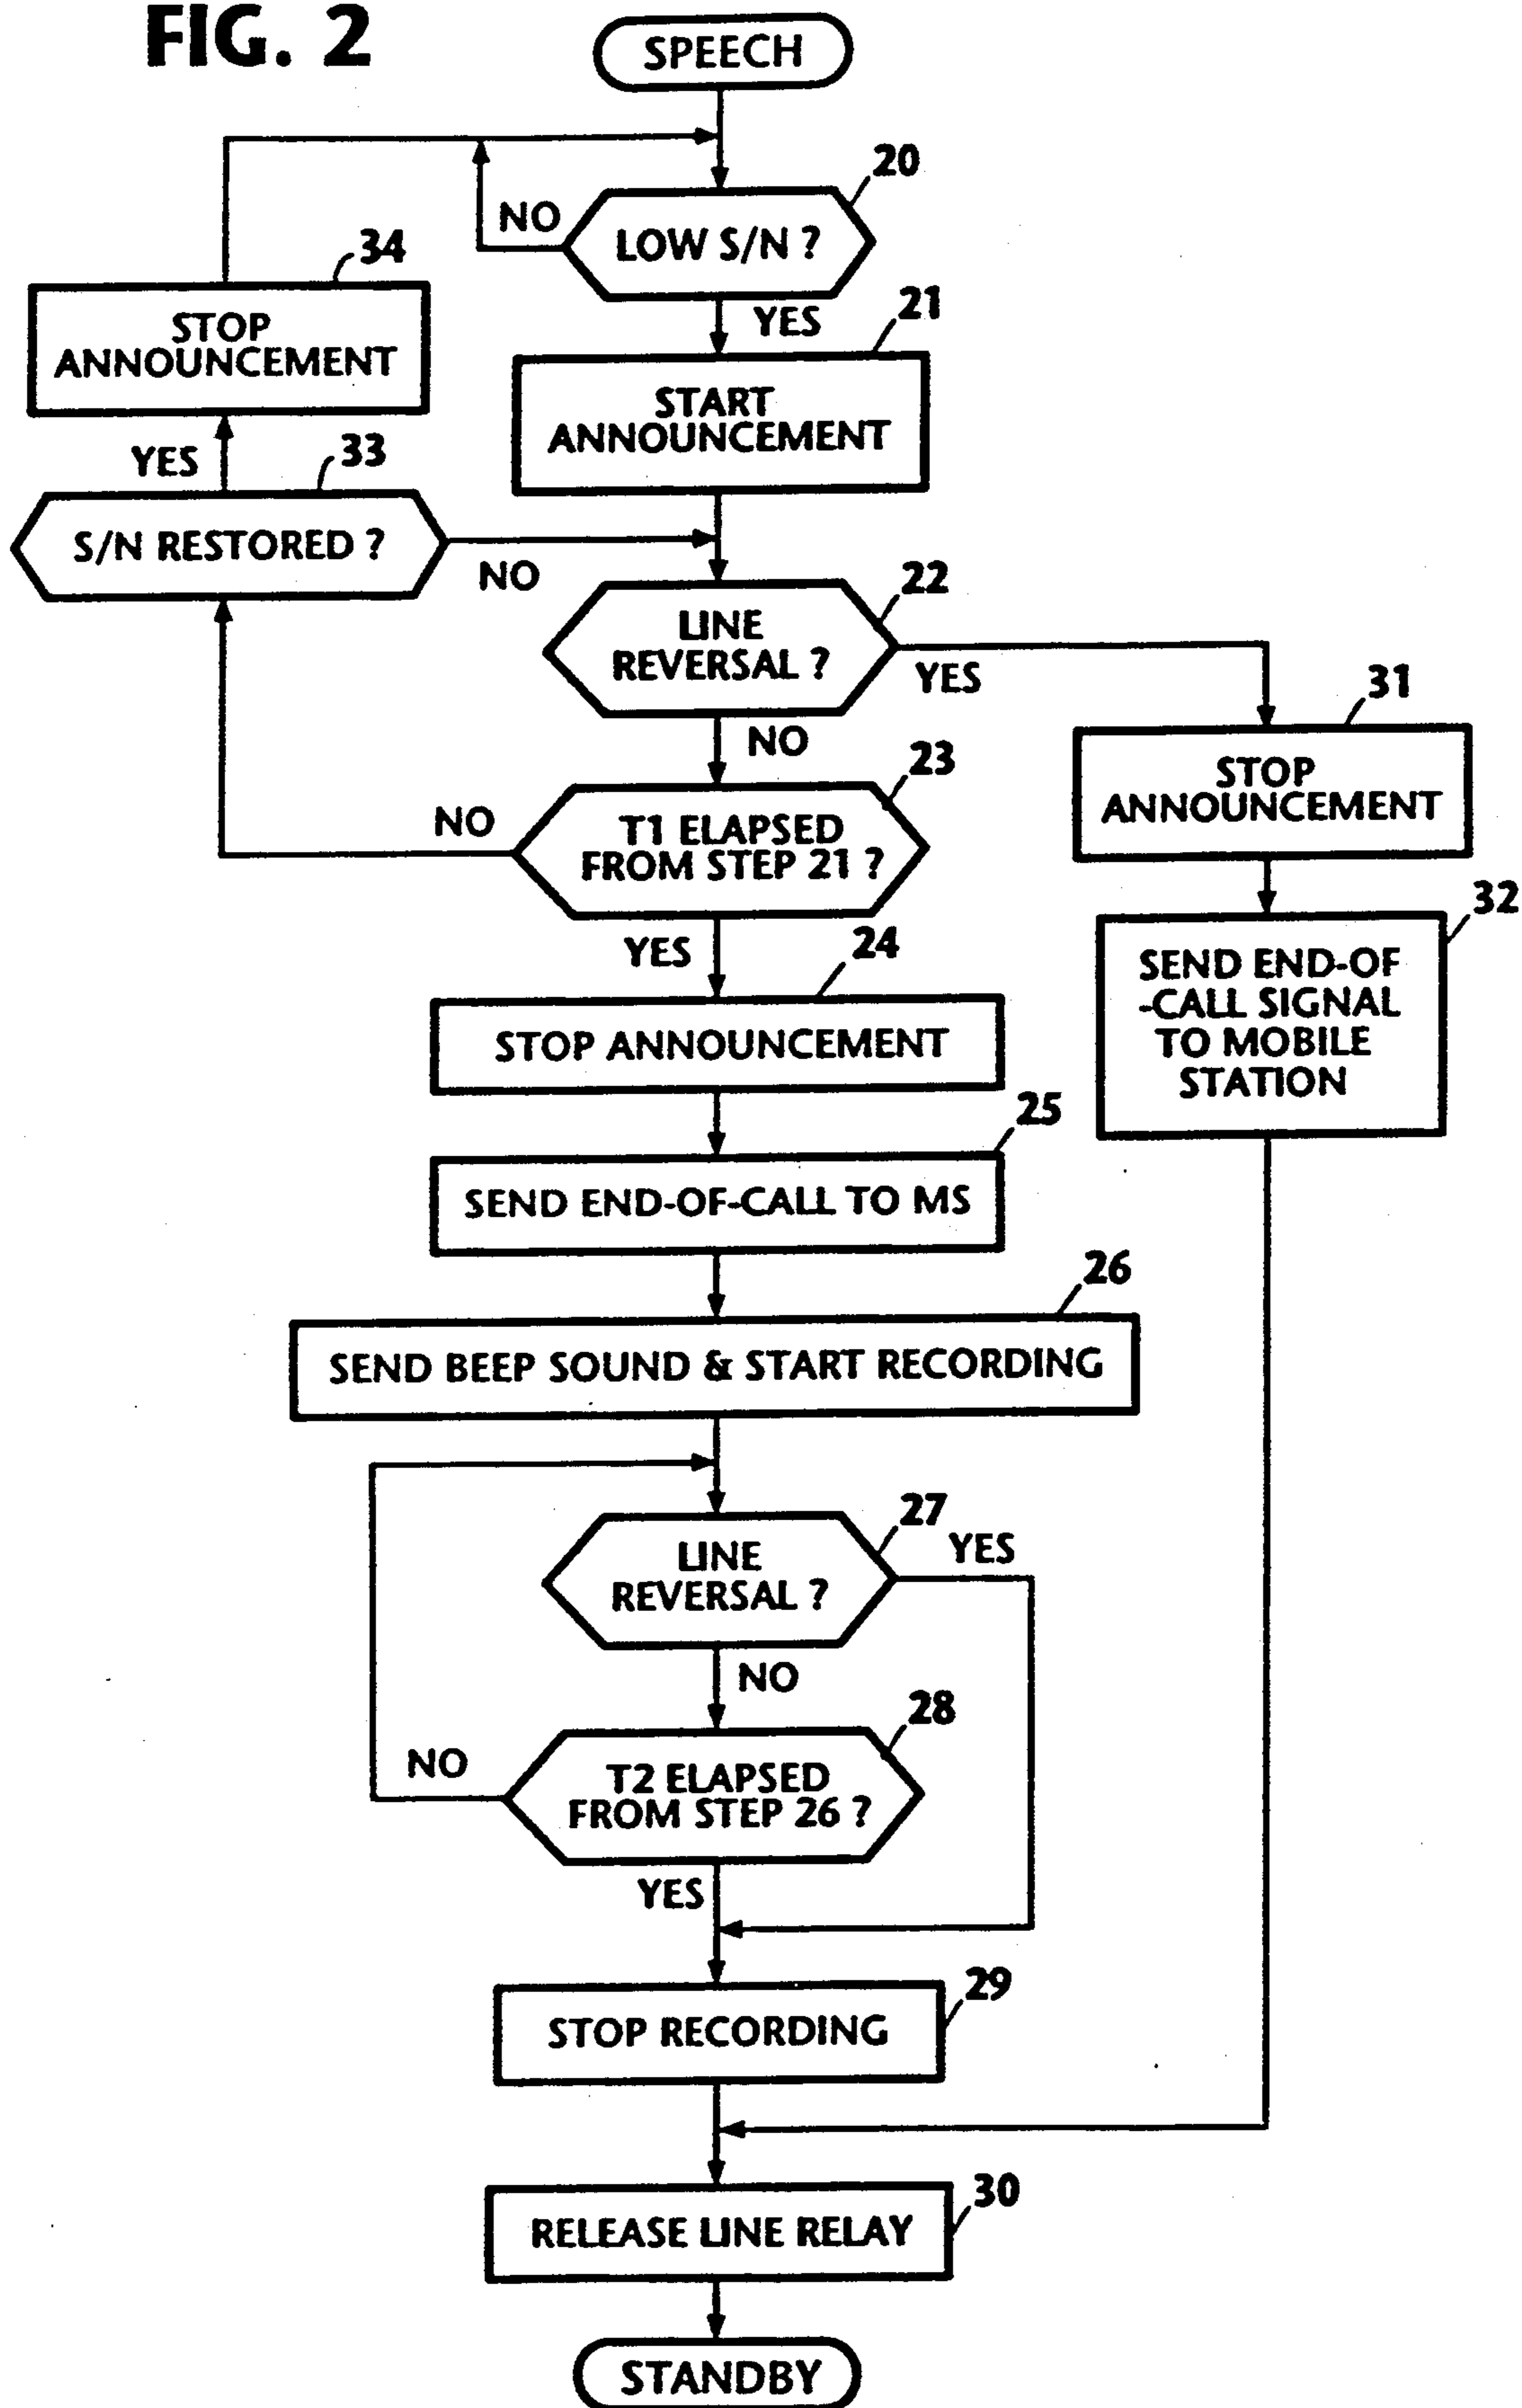 FIG. 2
SPEECH
20
NO
LOW S/N ?
34
YES
21
STOP
ANNOUNCEMENT
START
ANNOUNCEMENT
YES
33
S/N RESTORED ?
NO
22
LINE
REVERSAL ?
YES
31
NO
23
STOP
ANNOUNCEMENT
NO
T1 ELAPSED
FROM STEP 21 ?
32
YES
24
SEND END-OF
-CALL SIGNAL
TO MOBILE
STATION
STOP ANNOUNCEMENT
25
SEND END-OF-CALL TO MS
26
SEND BEEP SOUND & START RECORDING
27
YES
LINE
REVERSAL ?
NO
28
NO
T2 ELAPSED
FROM STEP 26 ?
YES
29
STOP RECORDING
30
RELEASE LINE RELAY
STANDBY